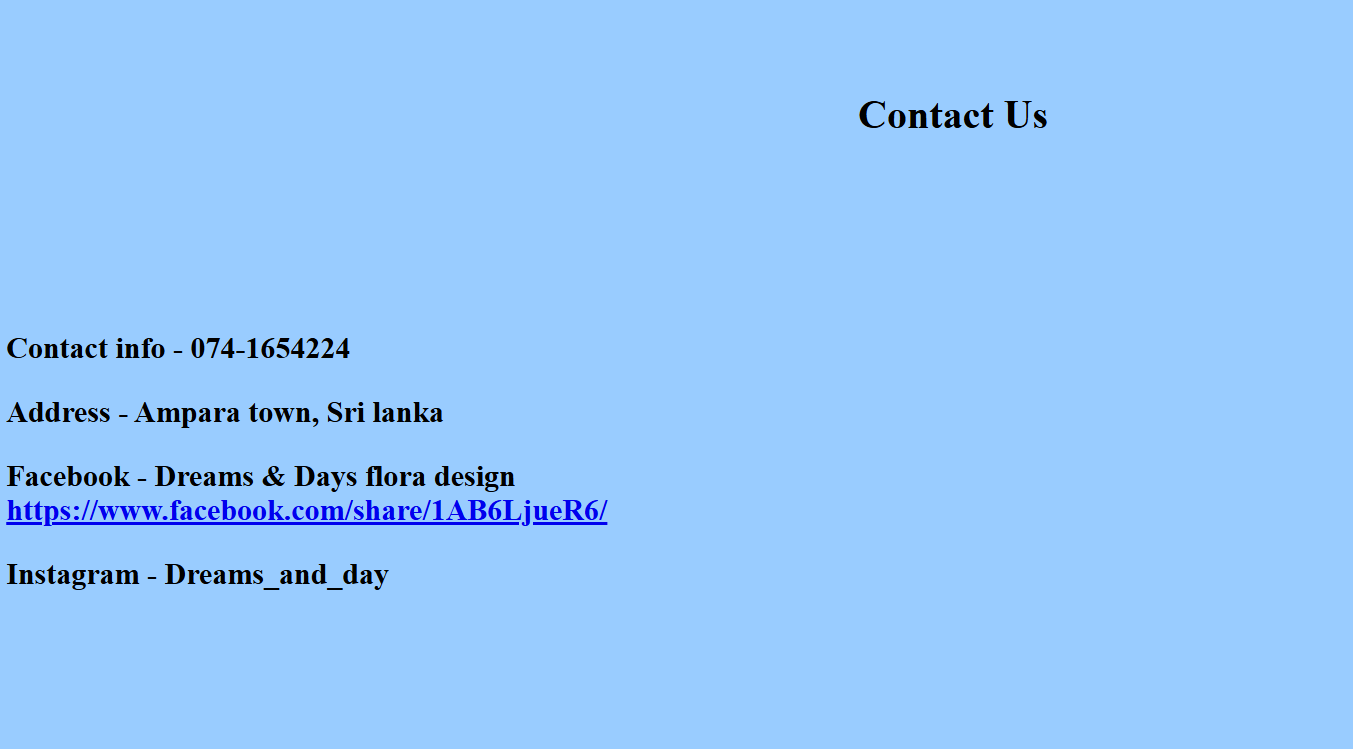 Contact Us
Contact info - 074-1654224
Address - Ampara town, Sri lanka
Facebook - Dreams & Days flora design
https://www.facebook.com/share/1AB6LjueR6/
Instagram - Dreams_and_day